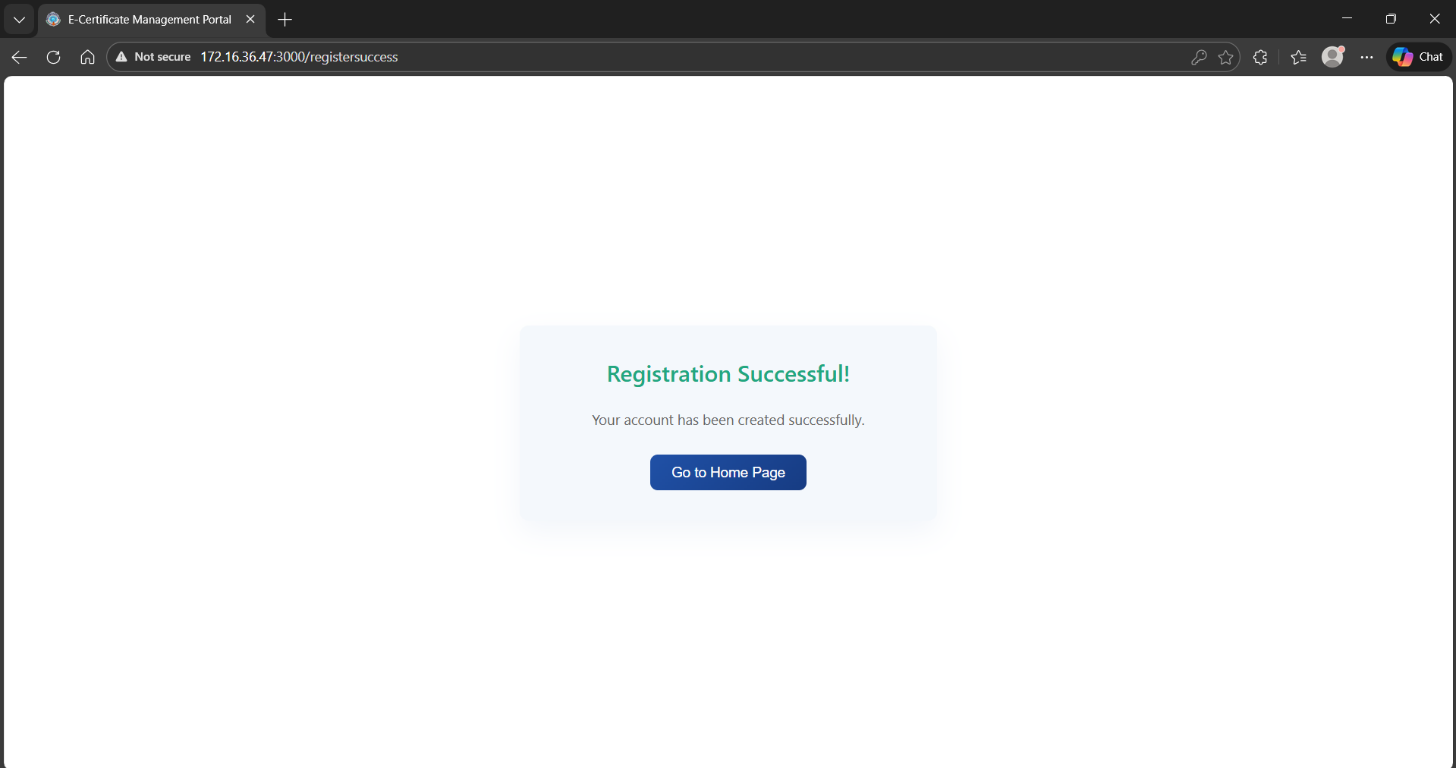 E-Certificate Management Portal
Not secure 172.16.36.47:3000/registersuccess
Chat
Registration Successful!
Your account has been created successfully.
Go to Home Page